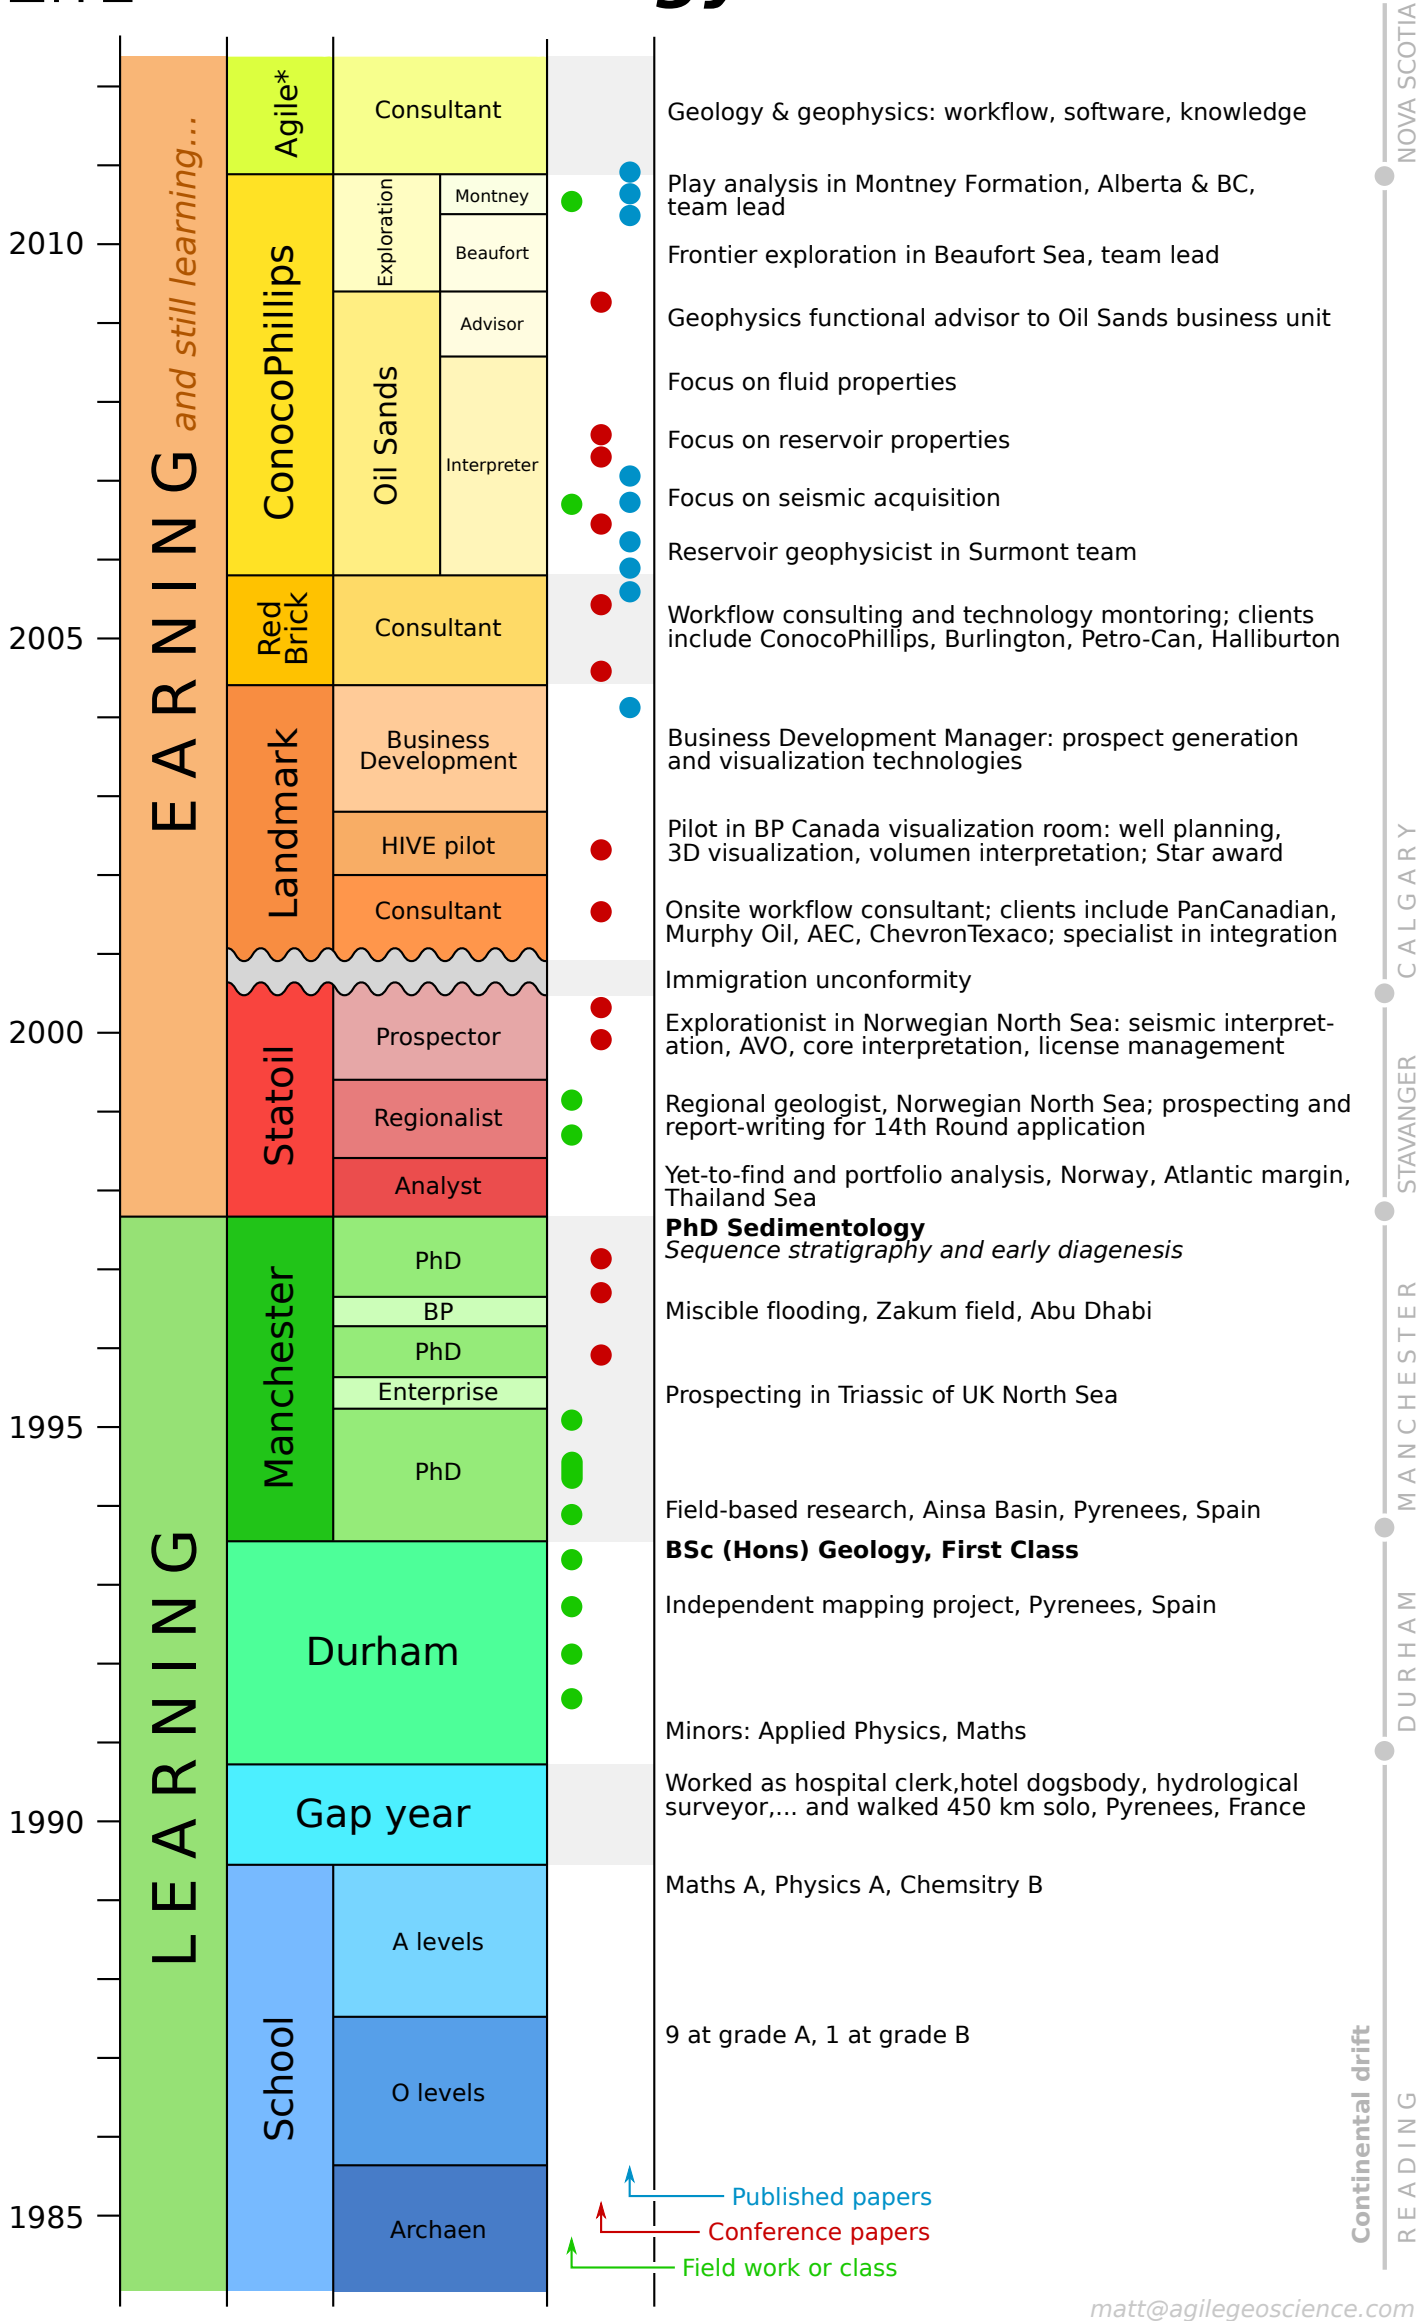 Agile*
Consultant
Geology & geophysics: workflow, software, knowledge
NOVA SCOTIA
ConocoPhillips
Exploration
Montney
Play analysis in Montney Formation, Alberta & BC,
team lead
2010
Beaufort
Frontier exploration in Beaufort Sea, team lead
Oil Sands
Advisor
Geophysics functional advisor to Oil Sands business unit
Focus on fluid properties
Interpreter
Focus on reservoir properties
Focus on seismic acquisition
Reservoir geophysicist in Surmont team
EARNING and still learning...
2005
Red
Brick
Consultant
Workflow consulting and technology montoring; clients
include ConocoPhillips, Burlington, Petro-Can, Halliburton
Landmark
Business
Development
Business Development Manager: prospect generation
and visualization technologies
HIVE pilot
Pilot in BP Canada visualization room: well planning,
3D visualization, volumen interpretation; Star award
Consultant
Onsite workflow consultant; clients include PanCanadian,
Murphy Oil, AEC, ChevronTexaco; specialist in integration
CALGARY
Immigration unconformity
2000
Statoil
Prospector
Explorationist in Norwegian North Sea: seismic interpret-
ation, AVO, core interpretation, license management
Regionalist
Regional geologist, Norwegian North Sea; prospecting and
report-writing for 14th Round application
STAVANGER
Analyst
Yet-to-find and portfolio analysis, Norway, Atlantic margin,
Thailand Sea
LEARNING
Manchester
PhD
PhD Sedimentology
Sequence stratigraphy and early diagenesis
BP
Miscible flooding, Zakum field, Abu Dhabi
PhD
Enterprise
Prospecting in Triassic of UK North Sea
1995
PhD
Field-based research, Ainsa Basin, Pyrenees, Spain
MANCHESTER
BSc (Hons) Geology, First Class
Independent mapping project, Pyrenees, Spain
Durham
Minors: Applied Physics, Maths
DURHAM
1990
Gap year
Worked as hospital clerk,hotel dogsbody, hydrological
surveyor,... and walked 450 km solo, Pyrenees, France
School
A levels
Maths A, Physics A, Chemsitry B
O levels
9 at grade A, 1 at grade B
1985
Archaen
Published papers
Conference papers
Field work or class
Continental drift
READING
matt@agilegeoscience.com